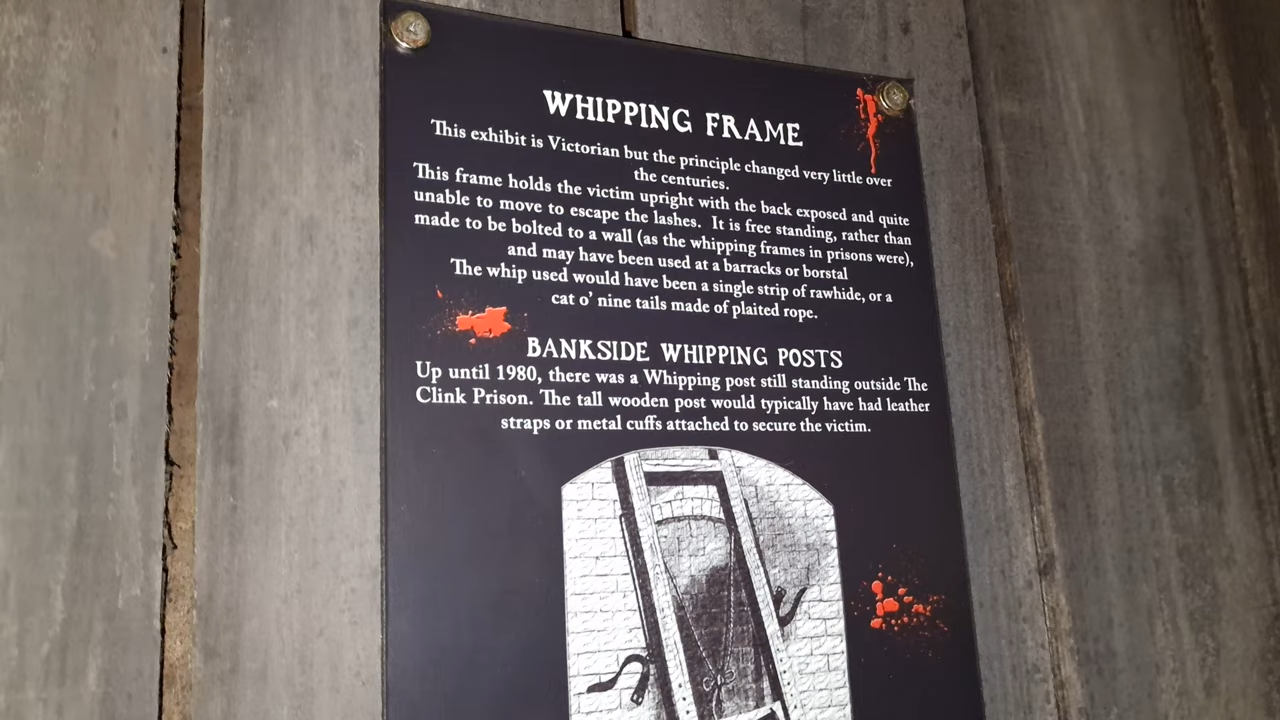 WHIPPING FRAME
This exhibit is Victorian but the principle changed very little over
the centuries.
This frame holds the victim upright with the back exposed and quite
unable to move to escape the lashes. It is free standing, rather than
made to be bolted to a wall (as the whipping frames in prisons were),
and may have been used at a barracks or borstal
The whip used would have been a single strip of rawhide, or a
cat o' nine tails made of plaited rope.
BANKSIDE WHIPPING POSTS
Up until 1980, there was a Whipping post still standing outside The
Clink Prison. The tall wooden post would typically have had leather
straps or metal cuffs attached to secure the victim.